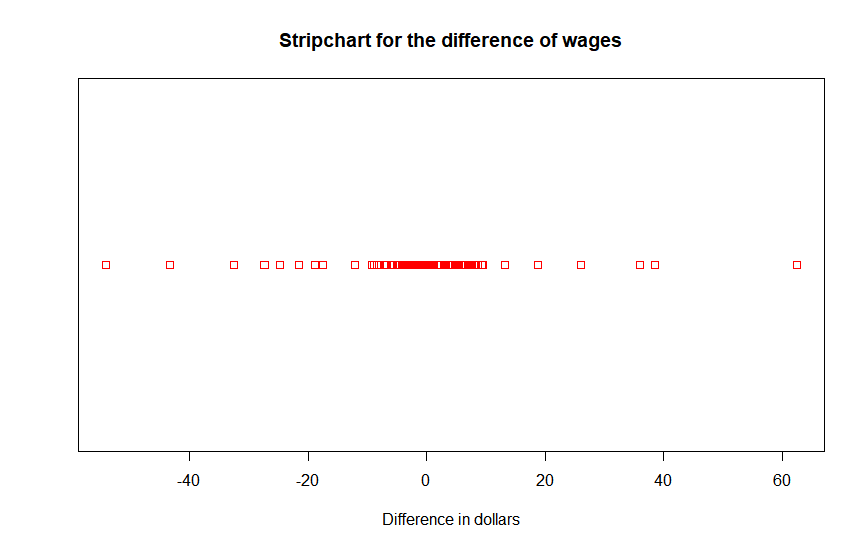 Stripchart for the difference of wages
-40 -20 0 20 40 60
Difference in dollars